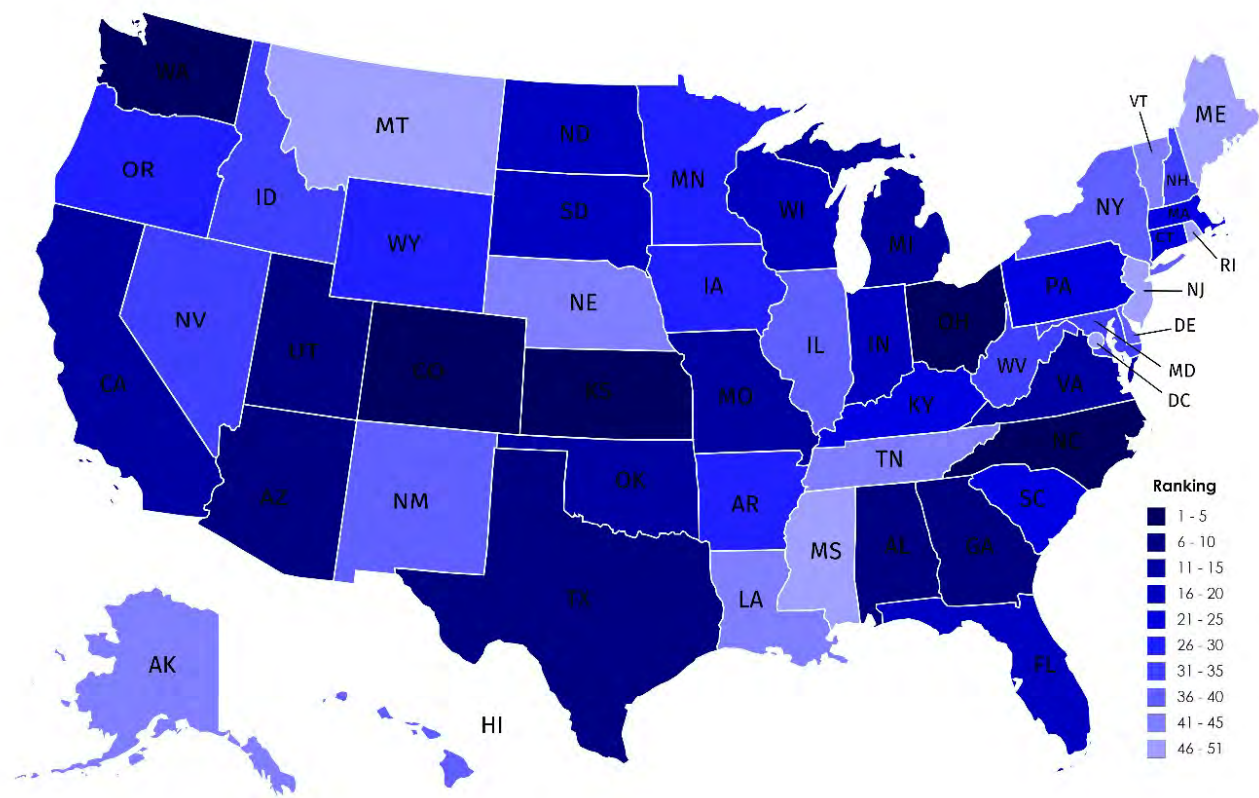 WA
MT
ND
MN
OR
ID
SD
WI
MI
WY
VT
ME
NH
NY
MA
CT
RI
NV
NE
IA
PA
NJ
UT
CO
IL
IN
OH
DE
CA
KS
MO
WV
VA
MD
DC
KY
NC
TN
AZ
NM
OK
AR
SC
MS
AL
GA
TX
LA
FL
AK
HI
Ranking
1 - 5
6 - 10
11 - 15
16 - 20
21 - 25
26 - 30
31 - 35
36 - 40
41 - 45
46 - 51